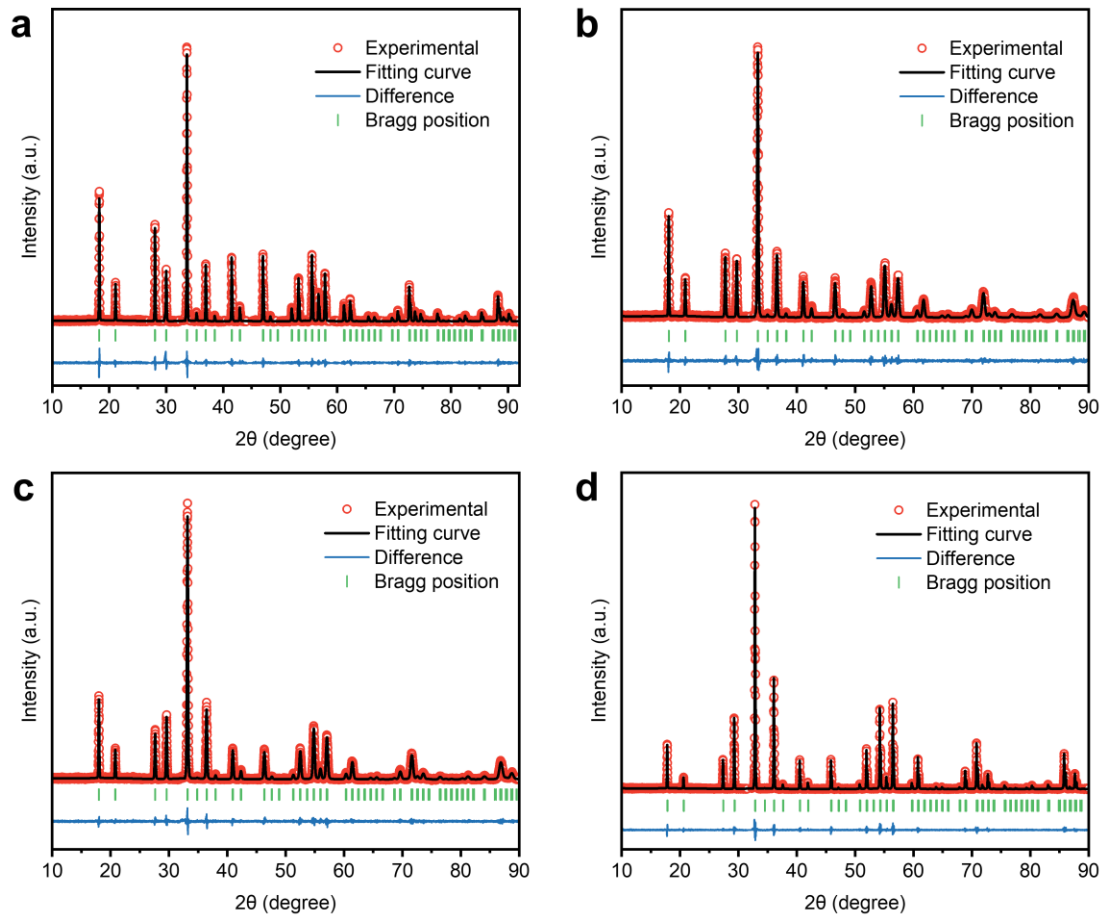 a
Experimental
Fitting curve
Difference
Bragg position
Intensity (a.u.)
10 20 30 40 50 60 70 80 90
2θ (degree)
b
Experimental
Fitting curve
Difference
Bragg position
Intensity (a.u.)
10 20 30 40 50 60 70 80 90
2θ (degree)
c
Experimental
Fitting curve
Difference
Bragg position
Intensity (a.u.)
10 20 30 40 50 60 70 80 90
2θ (degree)
d
Experimental
Fitting curve
Difference
Bragg position
Intensity (a.u.)
10 20 30 40 50 60 70 80 90
2θ (degree)